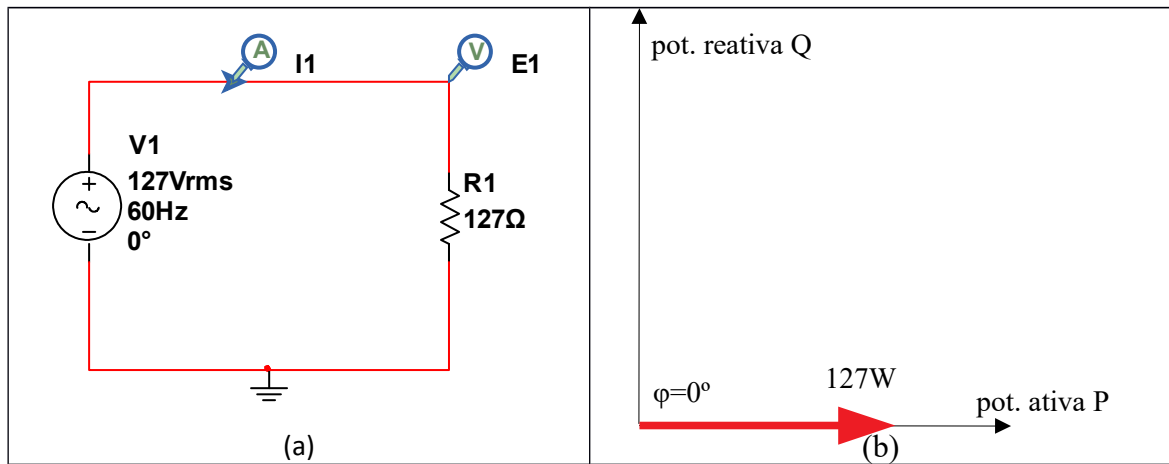 A
I1
V
E1
V1
127Vrms
60Hz
0°
R1
127Ω
(a)
pot. reativa Q
127W
φ=0º
pot. ativa P
(b)